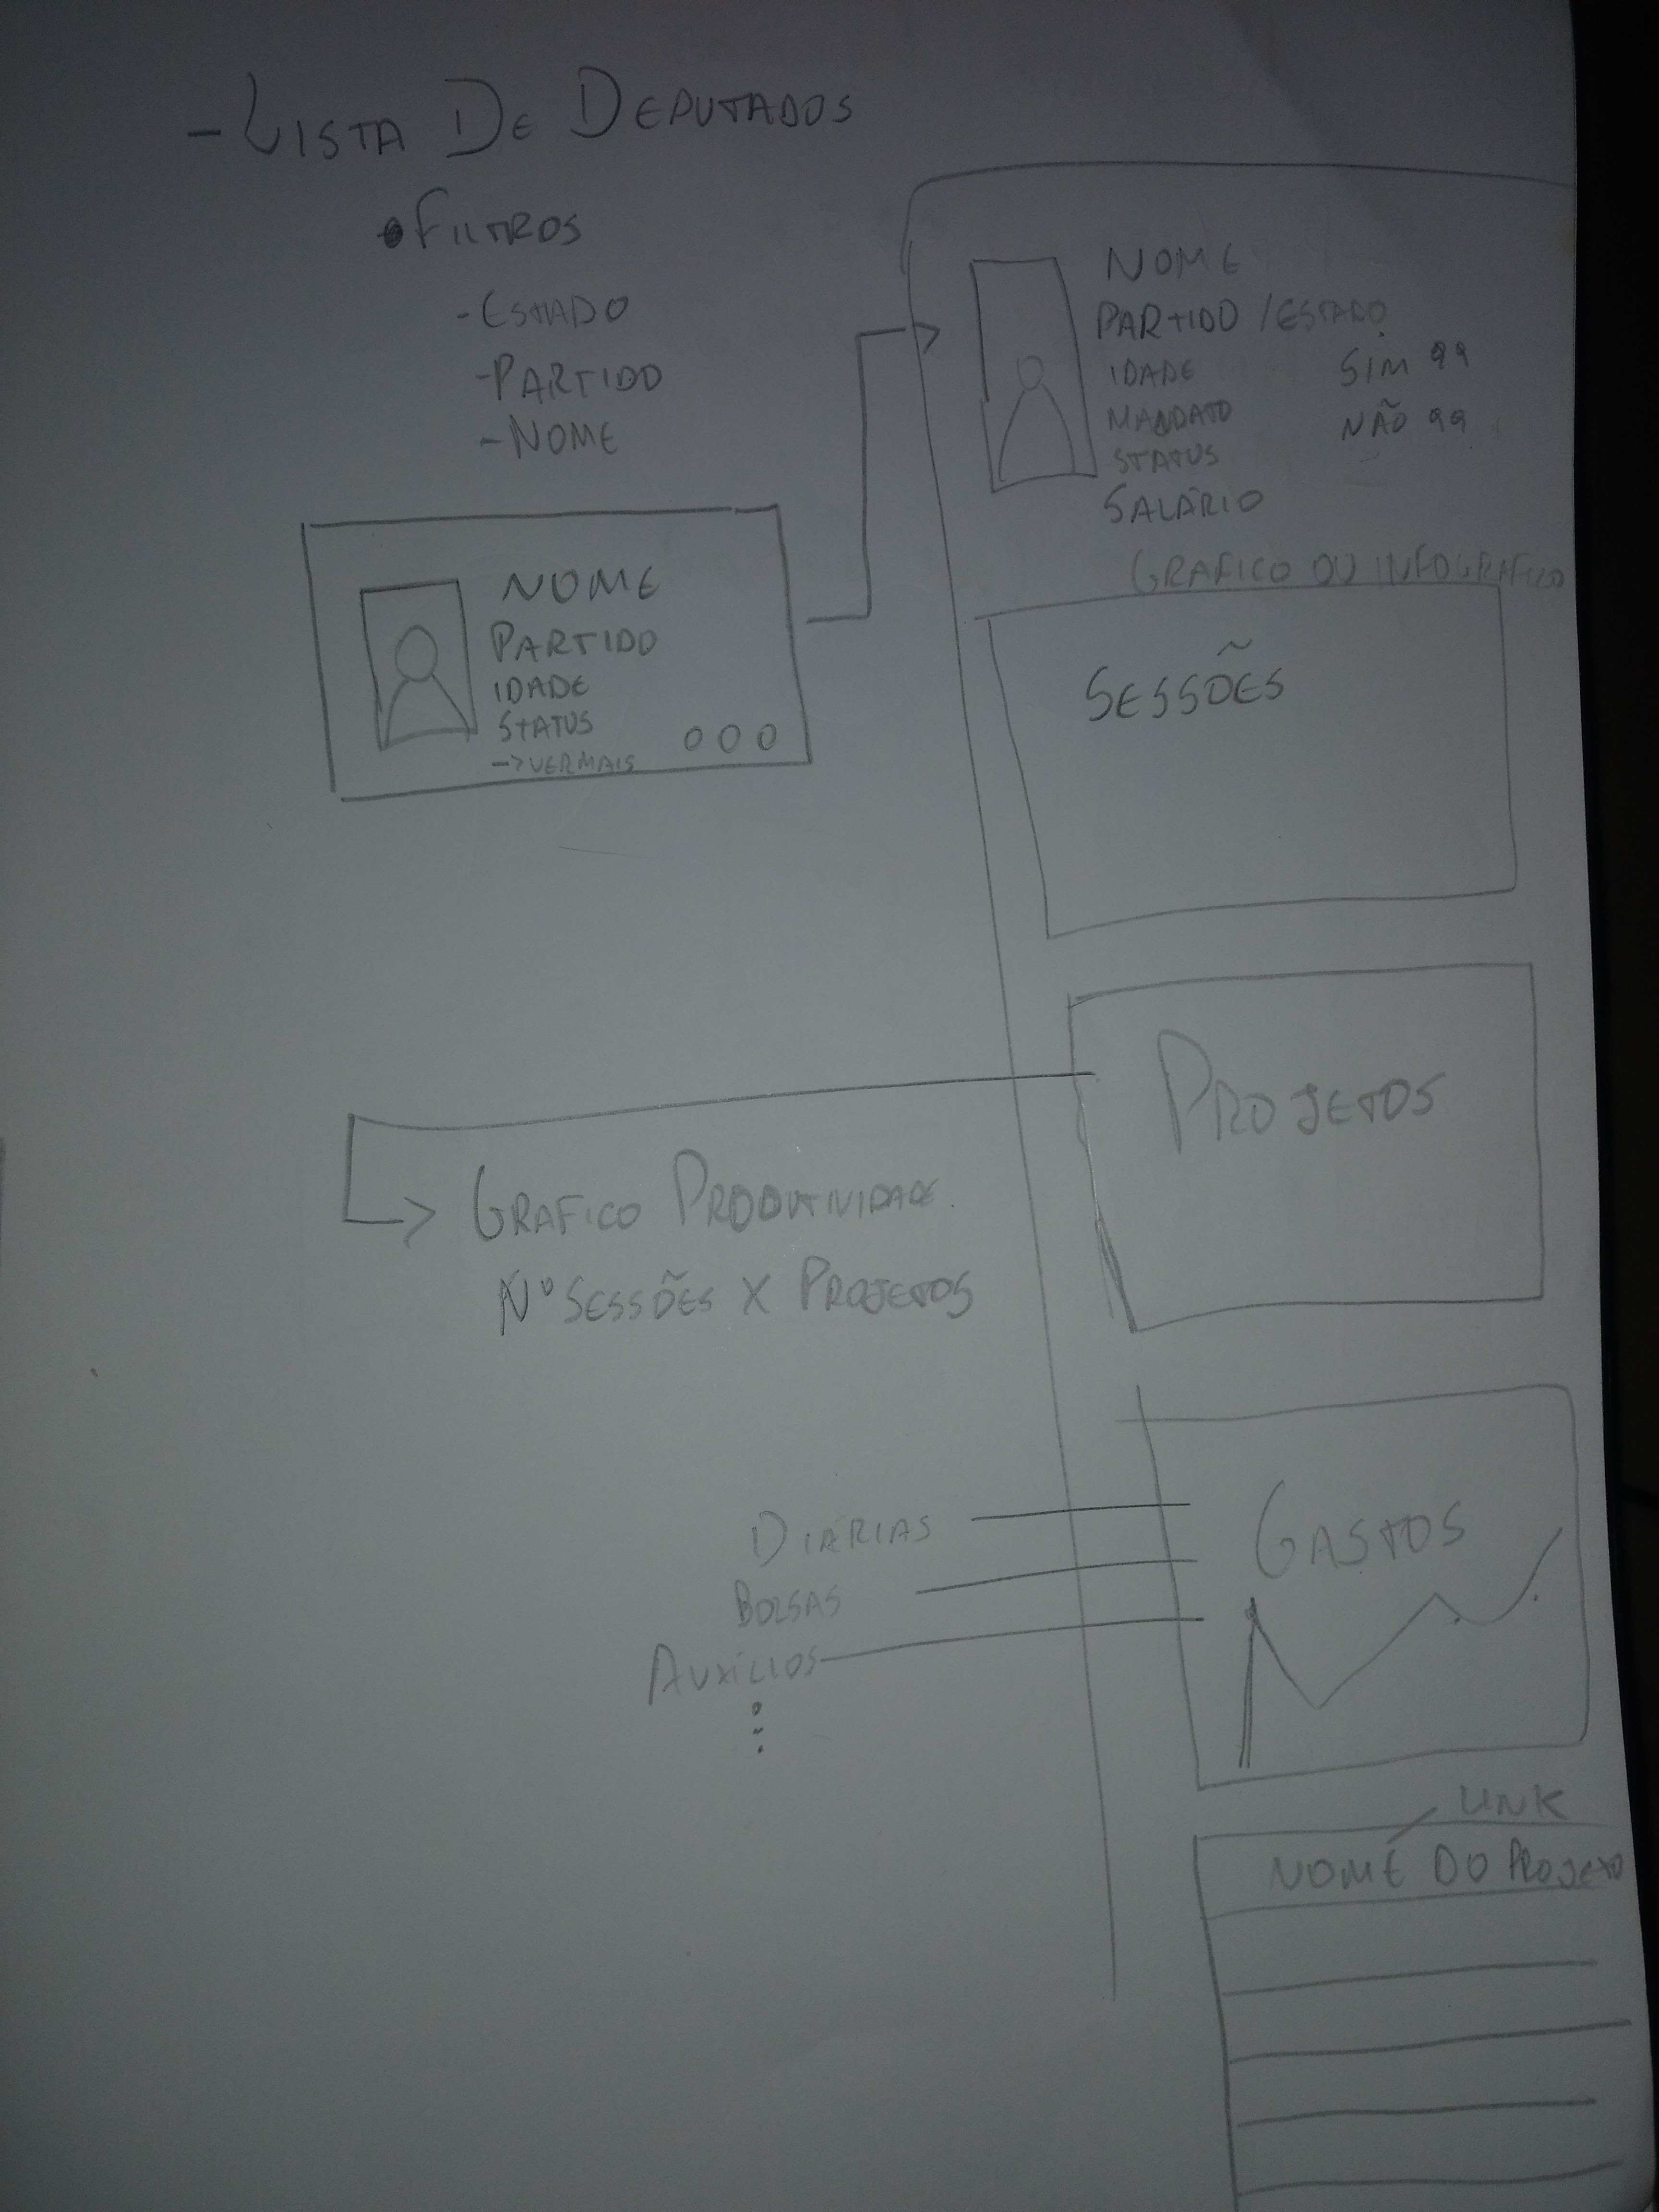 - LISTA DE DEPUTADOS
• FILTROS
- ESTADO
- PARTIDO
- NOME
NOME
PARTIDO
IDADE
STATUS
-> VER MAIS
NOME
PARTIDO / ESTADO
IDADE
SIM 99
MANDATO
NÃO 99
STATUS
SALÁRIO
GRAFICO OU INFOGRAFICO
SESSÕES
PROJETOS
GRAFICO PRODUTIVIDADE
Nº SESSÕES X PROJETOS
GASTOS
DIÁRIAS
BOLSAS
AUXÍLIOS
LINK
NOME DO PROJETO